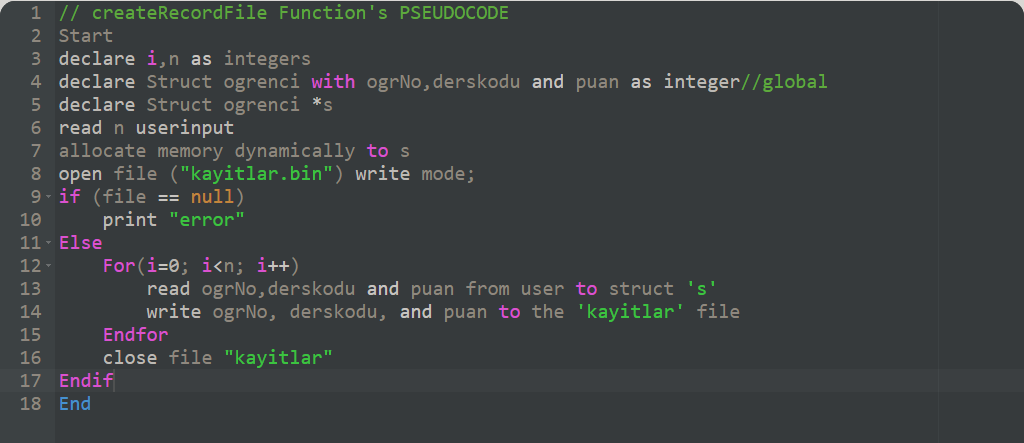 1 // createRecordFile Function's PSEUDOCODE
2 Start
3 declare i,n as integers
4 declare Struct ogrenci with ogrNo,derskodu and puan as integer//global
5 declare Struct ogrenci *s
6 read n userinput
7 allocate memory dynamically to s
8 open file ("kayitlar.bin") write mode;
9 if (file == null)
10     print "error"
11 Else
12     For(i=0; i<n; i++)
13         read ogrNo,derskodu and puan from user to struct 's'
14         write ogrNo, derskodu, and puan to the 'kayitlar' file
15     Endfor
16     close file "kayitlar"
17 Endif
18 End